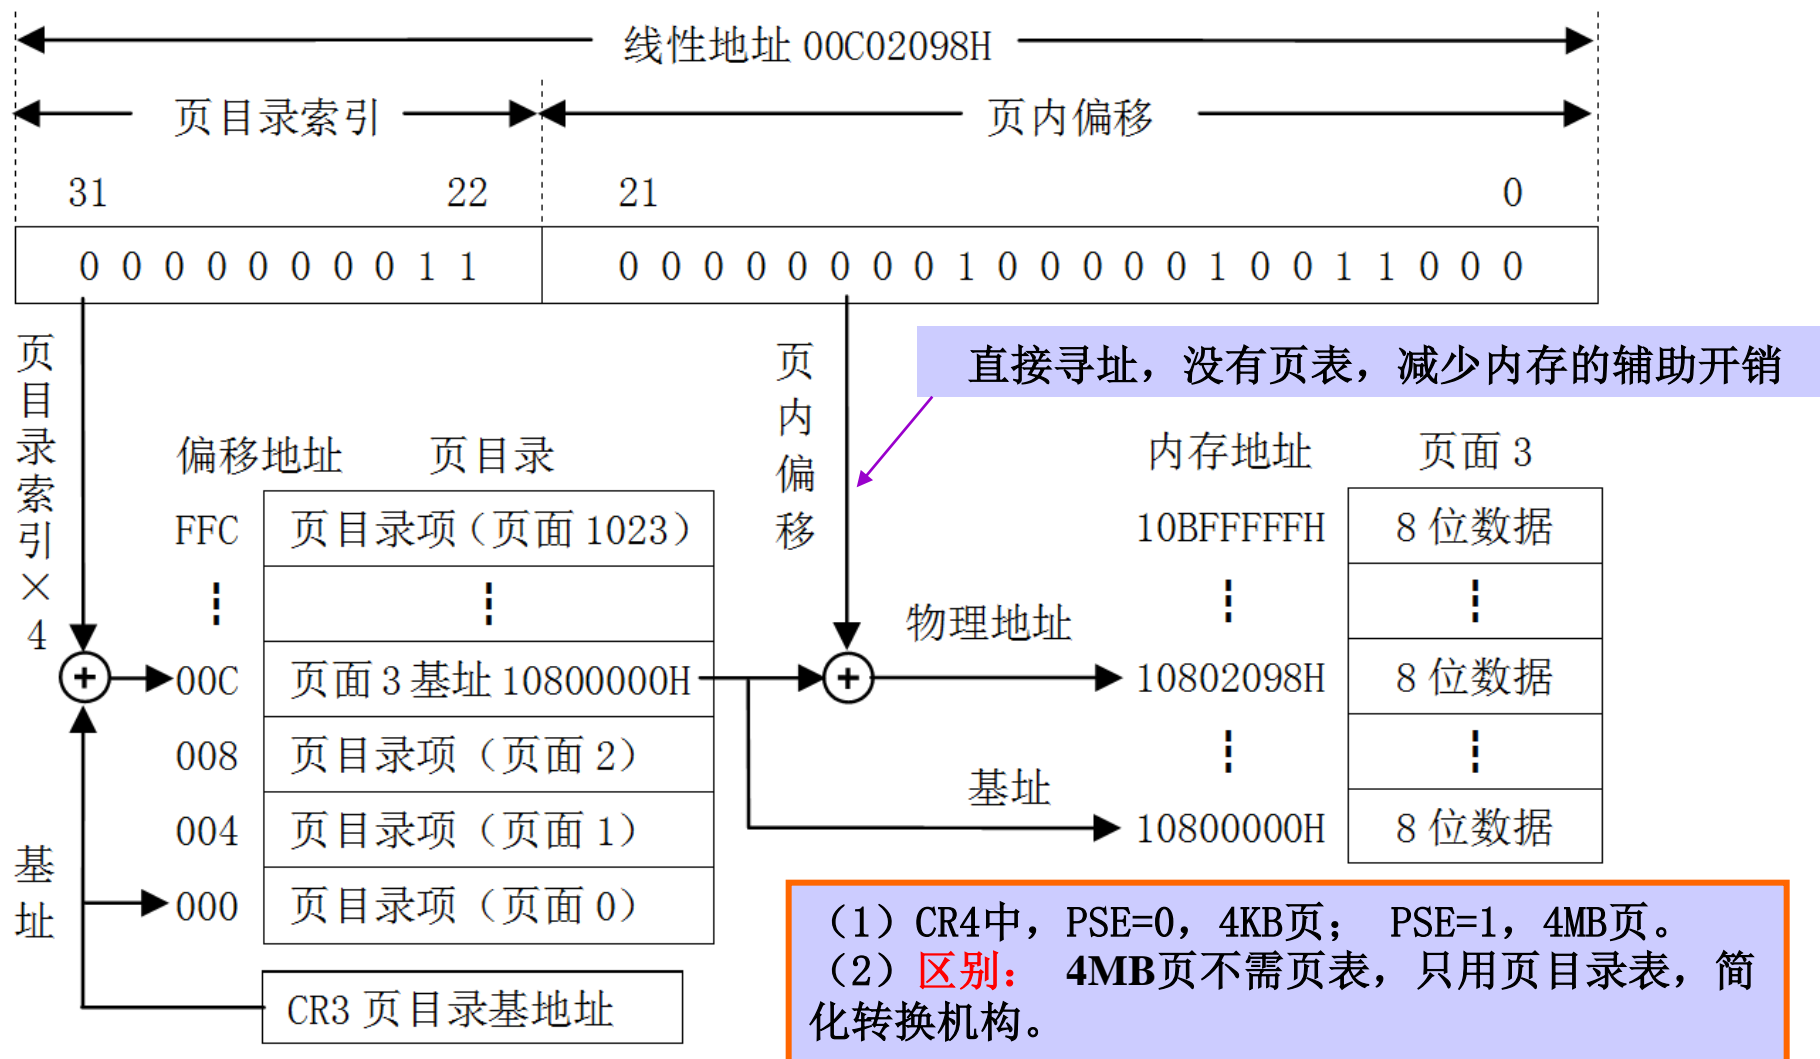 线性地址 00C02098H
页目录索引 页内偏移
31 22 21 0
0 0 0 0 0 0 0 0 1 1 0 0 0 0 0 0 0 0 1 0 0 0 0 0 1 0 0 1 1 0 0 0
页目录索引×4
页内偏移
直接寻址，没有页表，减少内存的辅助开销
偏移地址 页目录
内存地址 页面 3
FFC 页目录项（页面 1023）
10BFFFFFH 8 位数据
物理地址
00C 页面 3 基址 10800000H
10802098H 8 位数据
008 页目录项（页面 2）
基址
004 页目录项（页面 1）
10800000H 8 位数据
基址
000 页目录项（页面 0）
CR3 页目录基地址
（1）CR4中，PSE=0，4KB页； PSE=1，4MB页。
（2）区别： 4MB页不需页表，只用页目录表，简
化转换机构。